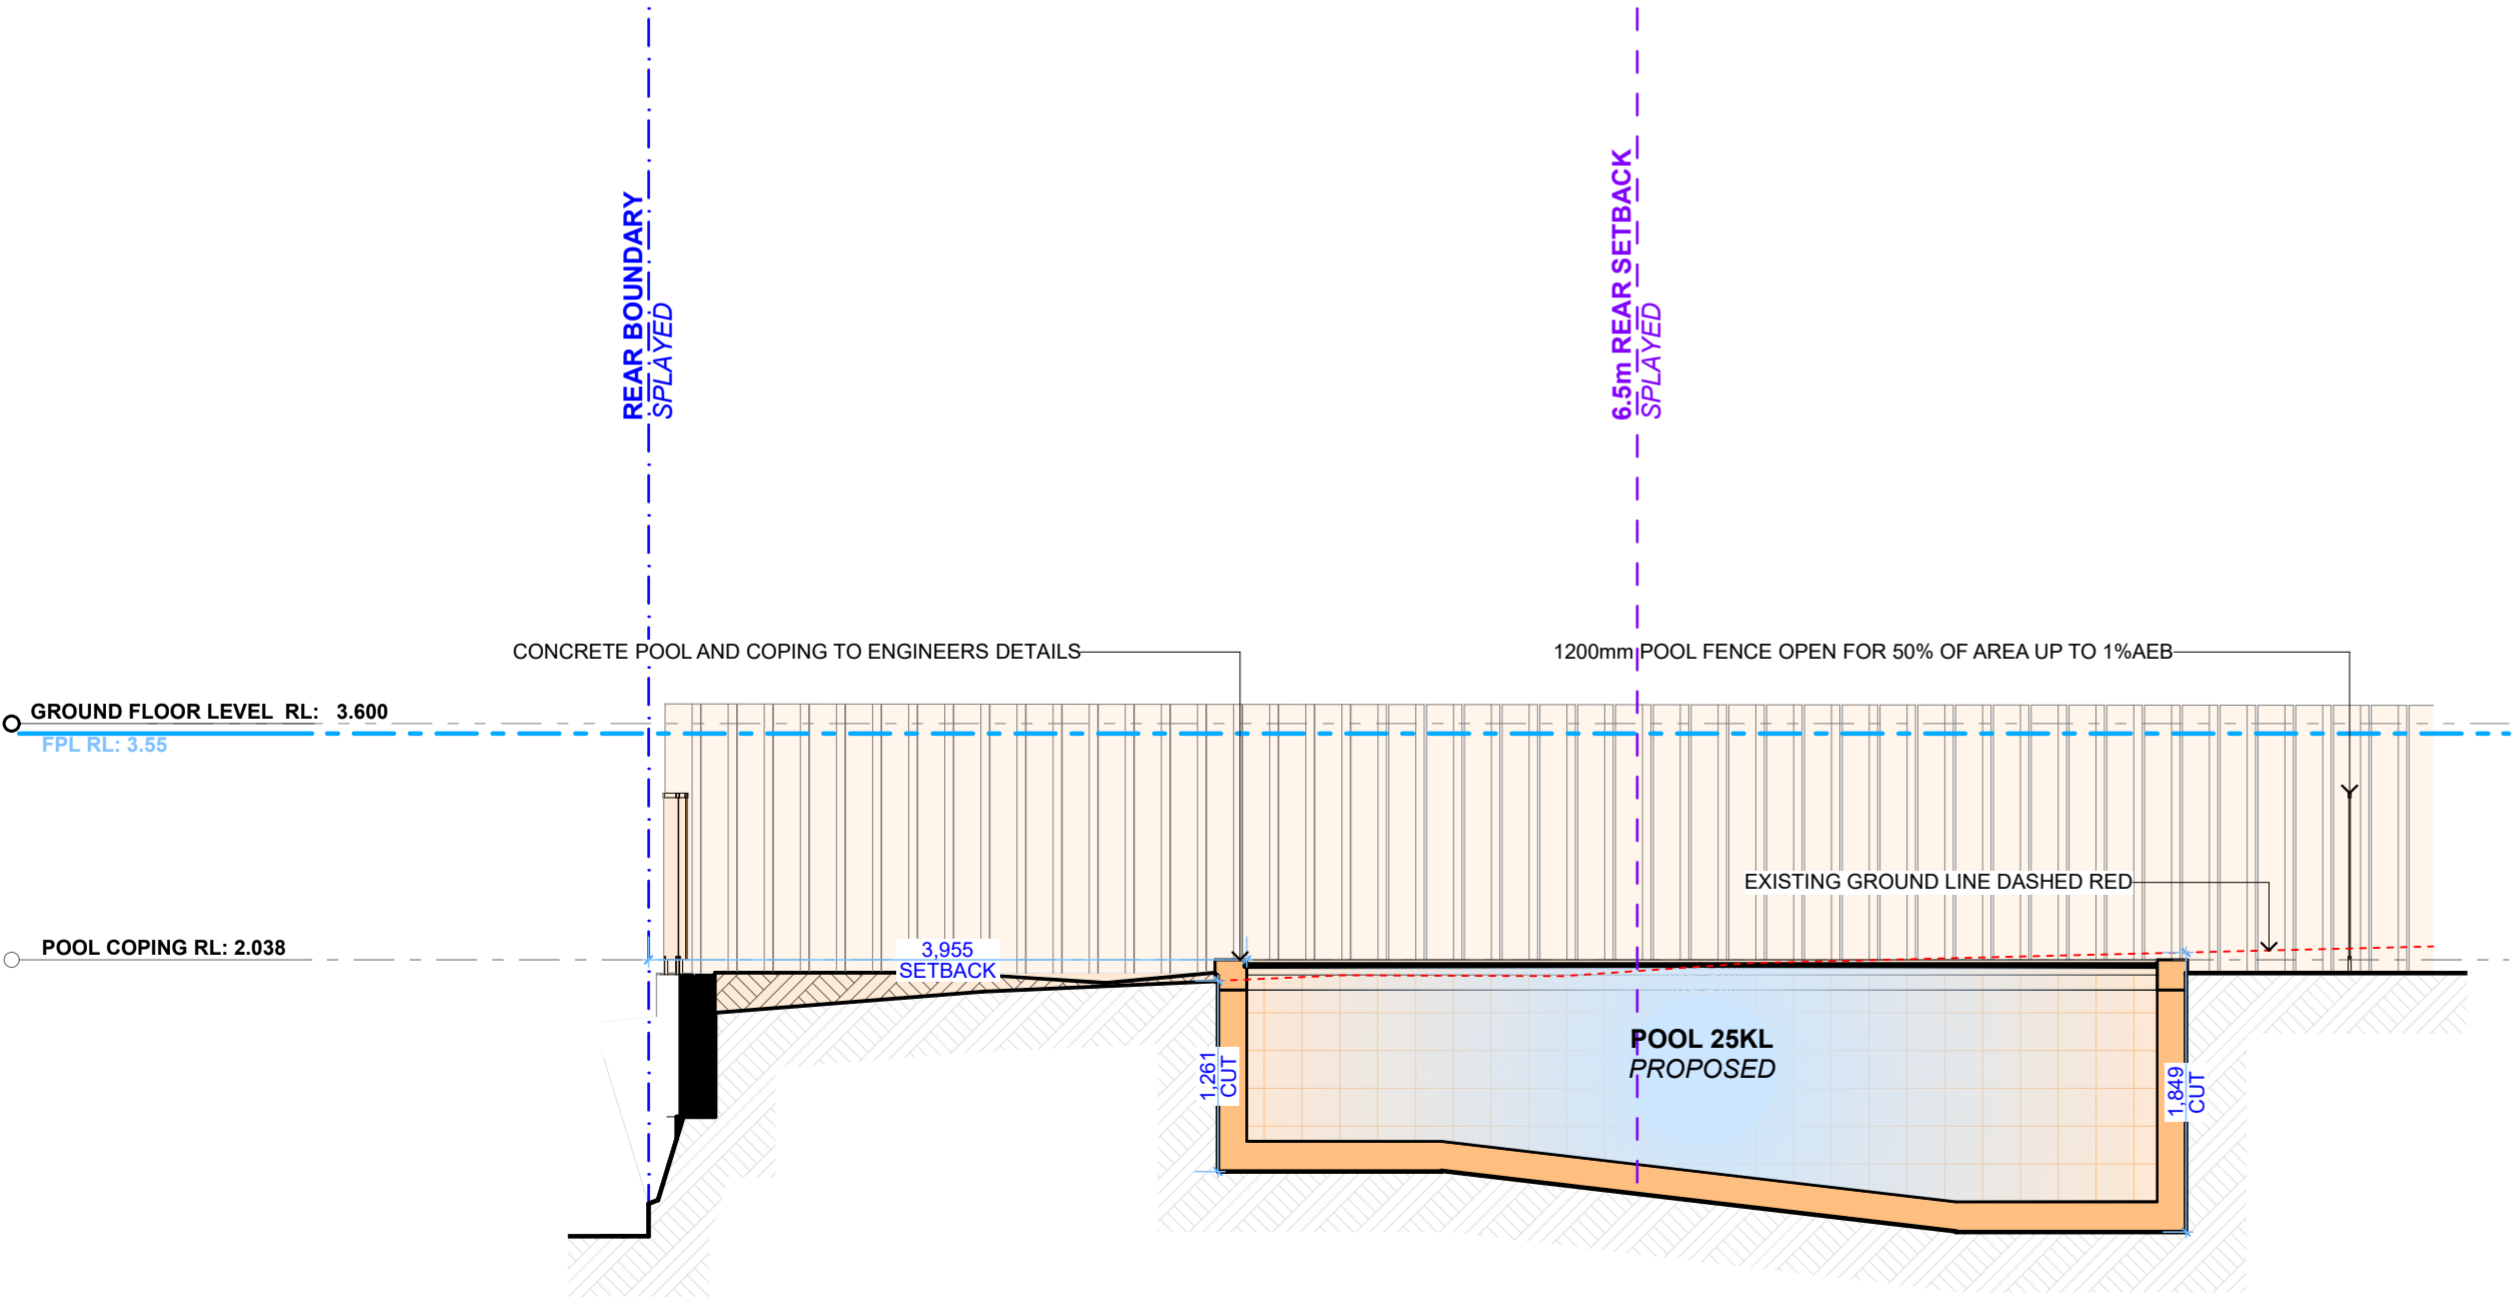 REAR BOUNDARY
SPLAYED
6.5m REAR SETBACK
SPLAYED
CONCRETE POOL AND COPING TO ENGINEERS DETAILS
1200mm POOL FENCE OPEN FOR 50% OF AREA UP TO 1%AEB
GROUND FLOOR LEVEL RL: 3.600
FPL RL: 3.55
EXISTING GROUND LINE DASHED RED
POOL COPING RL: 2.038
3,955
SETBACK
POOL 25KL
PROPOSED
1,261
CUT
1,849
CUT